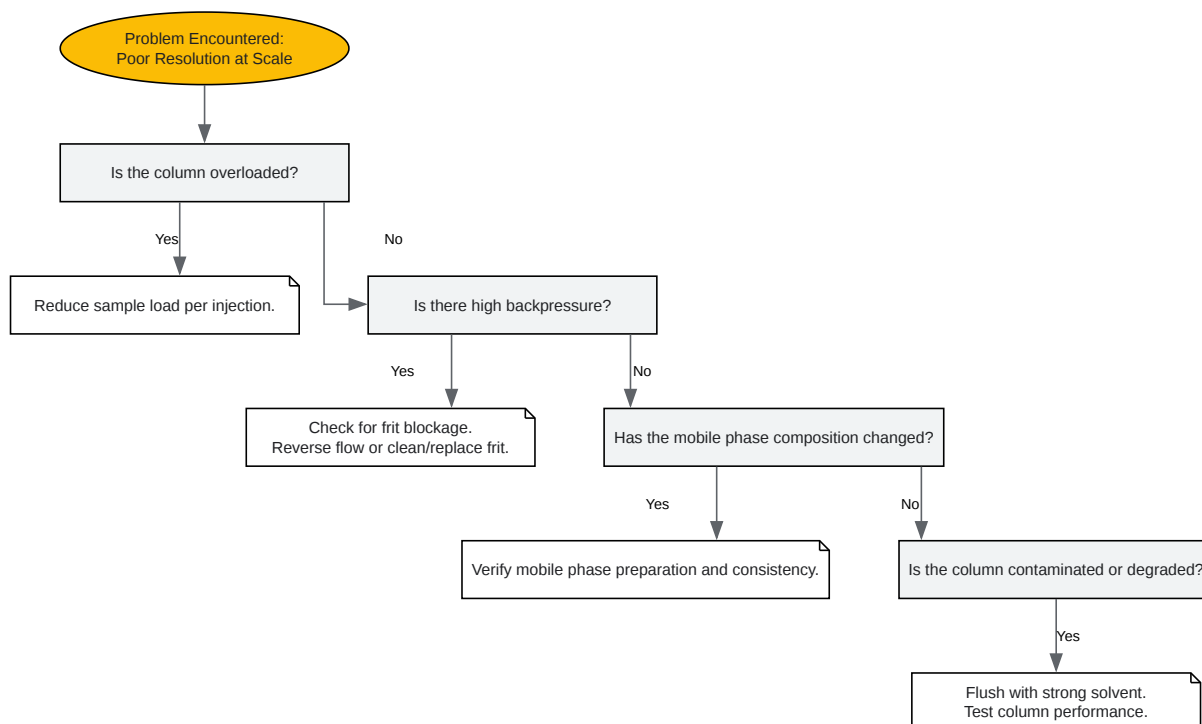 Problem Encountered:
Poor Resolution at Scale
Is the column overloaded?
Yes
No
Reduce sample load per injection.
Is there high backpressure?
Yes
No
Check for frit blockage.
Reverse flow or clean/replace frit.
Has the mobile phase composition changed?
Yes
No
Verify mobile phase preparation and consistency.
Is the column contaminated or degraded?
Yes
Flush with strong solvent.
Test column performance.